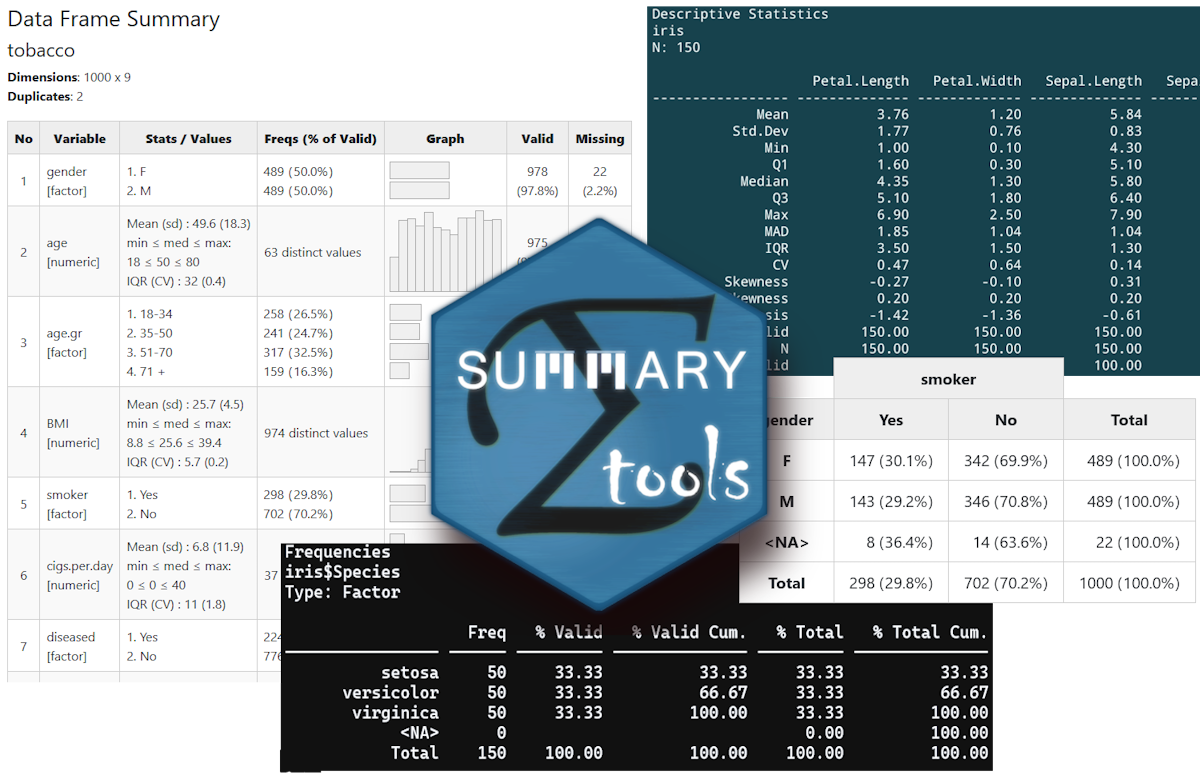 Data Frame Summary
tobacco
Dimensions: 1000 x 9
Duplicates: 2
No Variable Stats / Values Freqs (% of Valid) Graph Valid Missing
1 gender [factor] 1. F 489 (50.0%) 978 22
2. M 489 (50.0%) (97.8%) (2.2%)
2 age [numeric] Mean (sd) : 49.6 (18.3) 63 distinct values 975
min ≤ med ≤ max:
18 ≤ 50 ≤ 80
IQR (CV) : 32 (0.4)
3 age.gr [factor] 1. 18-34 258 (26.5%)
2. 35-50 241 (24.7%)
3. 51-70 317 (32.5%)
4. 71 + 159 (16.3%)
4 BMI [numeric] Mean (sd) : 25.7 (4.5) 974 distinct values
min ≤ med ≤ max:
8.8 ≤ 25.6 ≤ 39.4
IQR (CV) : 5.7 (0.2)
5 smoker [factor] 1. Yes 298 (29.8%)
2. No 702 (70.2%)
6 cigs.per.day [numeric] Mean (sd) : 6.8 (11.9) 37
min ≤ med ≤ max:
0 ≤ 0 ≤ 40
IQR (CV) : 11 (1.8)
7 diseased [factor] 1. Yes 224
2. No 776
Descriptive Statistics
iris
N: 150
Petal.Length Petal.Width Sepal.Length Sepa
Mean 3.76 1.20 5.84
Std.Dev 1.77 0.76 0.83
Min 1.00 0.10 4.30
Q1 1.60 0.30 5.10
Median 4.35 1.30 5.80
Q3 5.10 1.80 6.40
Max 6.90 2.50 7.90
MAD 1.85 1.04 1.04
IQR 3.50 1.50 1.30
CV 0.47 0.64 0.14
Skewness -0.27 -0.10 0.31
kewness 0.20 0.20 0.20
sis -1.42 -1.36 -0.61
lid 150.00 150.00 150.00
N 150.00 150.00 150.00
lid 100.00
Σ
SUMMARY
tools
smoker
ender Yes No Total
F 147 (30.1%) 342 (69.9%) 489 (100.0%)
M 143 (29.2%) 346 (70.8%) 489 (100.0%)
<NA> 8 (36.4%) 14 (63.6%) 22 (100.0%)
Total 298 (29.8%) 702 (70.2%) 1000 (100.0%)
Frequencies
iris$Species
Type: Factor
Freq % Valid % Valid Cum. % Total % Total Cum.
setosa 50 33.33 33.33 33.33 33.33
versicolor 50 33.33 66.67 33.33 66.67
virginica 50 33.33 100.00 33.33 100.00
<NA> 0 0.00 100.00
Total 150 100.00 100.00 100.00 100.00